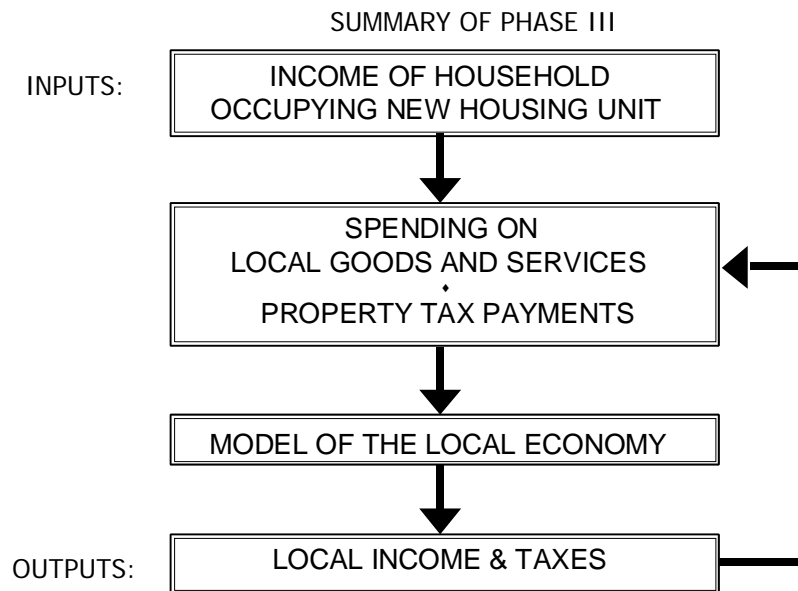 SUMMARY OF PHASE III
INPUTS:
INCOME OF HOUSEHOLD
OCCUPYING NEW HOUSING UNIT
SPENDING ON
LOCAL GOODS AND SERVICES
♦
PROPERTY TAX PAYMENTS
MODEL OF THE LOCAL ECONOMY
OUTPUTS:
LOCAL INCOME & TAXES